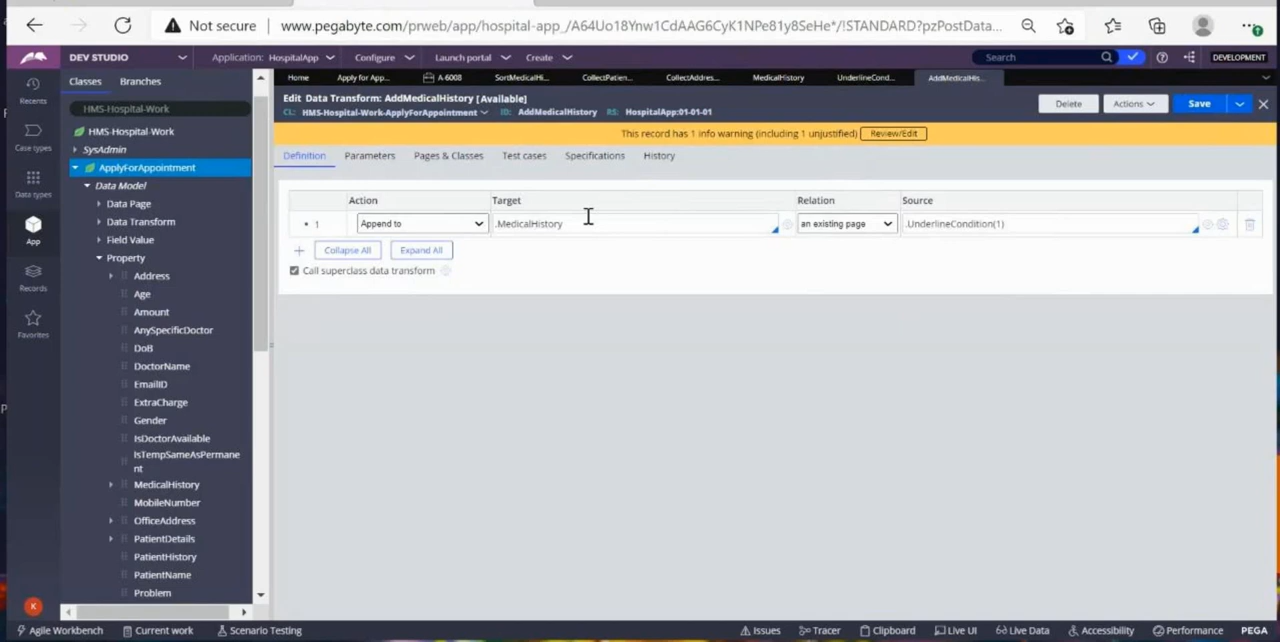 Not secure
www.pegabyte.com/prweb/app/hospital-app_/A64Uo18Ynw1CdAAG6CyK1NPe81y8SeHe*/!STANDARD?pzPostData...
DEV STUDIO
Application: HospitalApp
Configure
Launch portal
Create
Search
DEVELOPMENT
Recents
Case types
Data types
App
Records
Favorites
K
Classes
Branches
HMS-Hospital-Work
HMS-Hospital-Work
SysAdmin
ApplyForAppointment
Data Model
Data Page
Data Transform
Field Value
Property
Address
Age
Amount
AnySpecificDoctor
DoB
DoctorName
EmailID
ExtraCharge
Gender
IsDoctorAvailable
IsTempSameAsPermane
nt
MedicalHistory
MobileNumber
OfficeAddress
PatientDetails
PatientHistory
PatientName
Problem
Home
Apply for App...
A-6008
SortMedicalHi...
CollectPatien...
CollectAddres...
MedicalHistory
UnderlineCond...
AddMedicalHis...
Edit Data Transform: AddMedicalHistory [Available]
CL: HMS-Hospital-Work-ApplyForAppointment
ID: AddMedicalHistory
RS: HospitalApp:01-01-01
Delete
Actions
Save
This record has 1 info warning (including 1 unjustified)
Review/Edit
Definition
Parameters
Pages & Classes
Test cases
Specifications
History
Action
Target
Relation
Source
1
Append to
.MedicalHistory
an existing page
.UnderlineCondition(1)
Collapse All
Expand All
Call superclass data transform
Agile Workbench
Current work
Scenario Testing
Issues
Tracer
Clipboard
Live UI
Live Data
Accessibility
Performance
PEGA